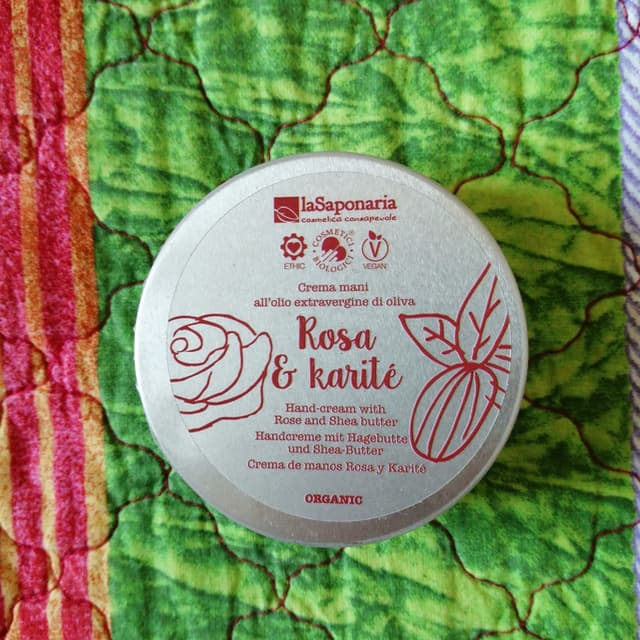 laSaponaria
cosmetica consapevole
ETHIC
COSMETICI BIOLOGICI
VEGAN
Crema mani
all'olio extravergine di oliva
Rosa
& karité
Hand-cream with
Rose and Shea butter
Handcreme mit Hagebutte
und Shea-Butter
Crema de manos Rosa y Karité
ORGANIC